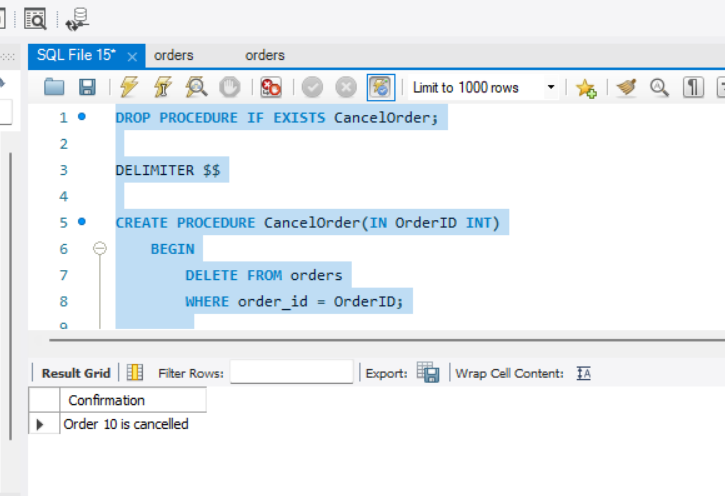 SQL File 15* orders orders
Limit to 1000 rows
1 DROP PROCEDURE IF EXISTS CancelOrder;
2
3 DELIMITER $$
4
5 CREATE PROCEDURE CancelOrder(IN OrderID INT)
6 BEGIN
7 DELETE FROM orders
8 WHERE order_id = OrderID;
9
Result Grid Filter Rows: Export: Wrap Cell Content:
Confirmation
Order 10 is cancelled